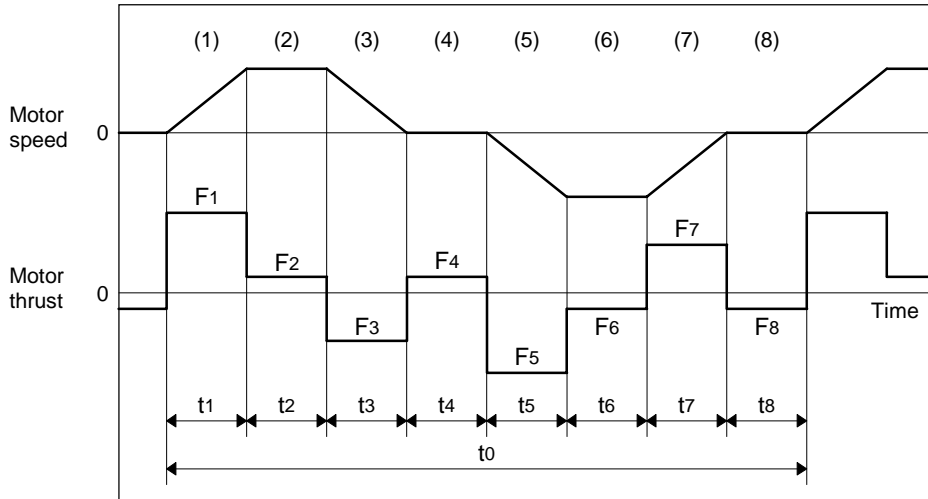 (1) (2) (3) (4) (5) (6) (7) (8)
Motor speed 0
F1
F2
F3
F4
F5
F6
F7
F8
Motor thrust 0
Time
t1 t2 t3 t4 t5 t6 t7 t8
t0